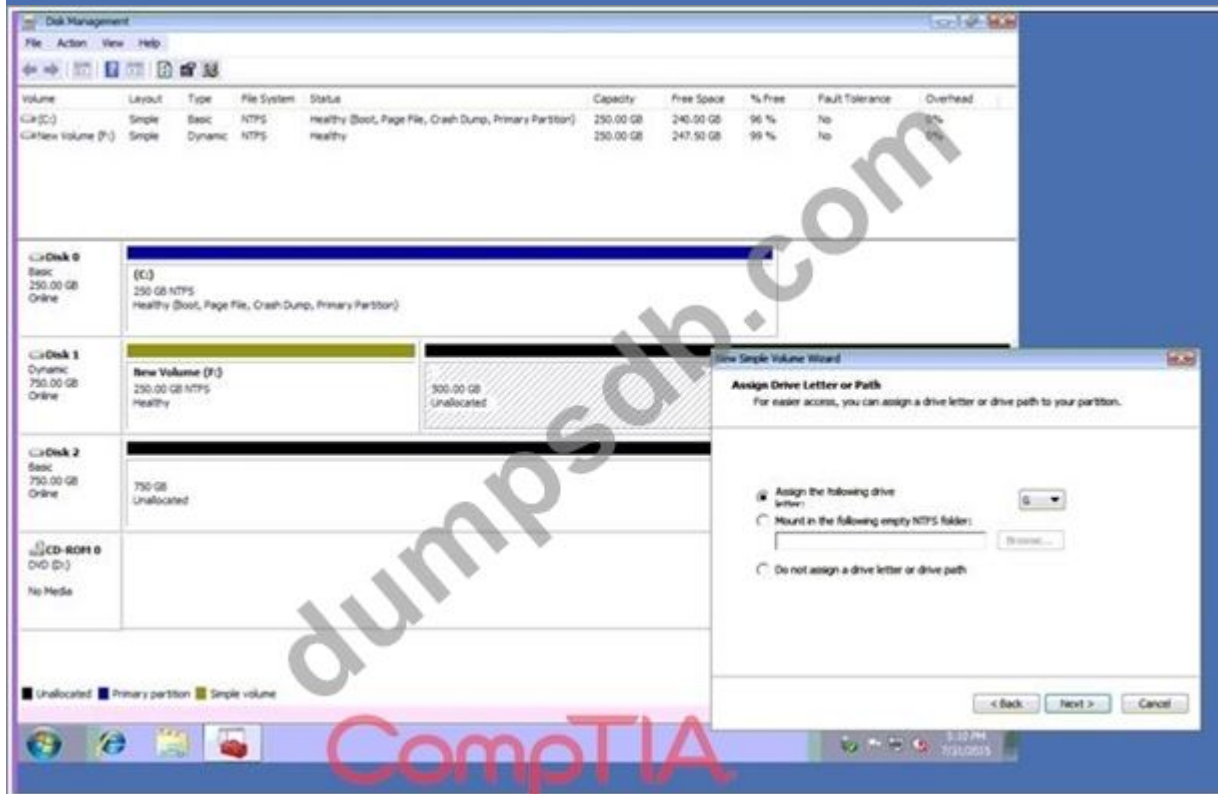 Disk Management
File Action View Help
Volume Layout Type File System Status Capacity Free Space % Free Fault Tolerance Overhead
(C:) Simple Basic NTFS Healthy (Boot, Page File, Crash Dump, Primary Partition) 250.00 GB 240.00 GB 96 % No 0%
New Volume (F:) Simple Dynamic NTFS Healthy 250.00 GB 247.50 GB 99 % No 0%
Disk 0
Basic
250.00 GB
Online
(C:)
250 GB NTFS
Healthy (Boot, Page File, Crash Dump, Primary Partition)
Disk 1
Dynamic
750.00 GB
Online
New Volume (F:)
250.00 GB NTFS
Healthy
500.00 GB
Unallocated
Disk 2
Basic
750.00 GB
Online
750 GB
Unallocated
CD-ROM 0
DVD (D:)
No Media
Unallocated Primary partition Simple volume
New Simple Volume Wizard
Assign Drive Letter or Path
For easier access, you can assign a drive letter or drive path to your partition.
Assign the following drive
letter:
G
Mount in the following empty NTFS folder:
Browse...
Do not assign a drive letter or drive path
< Back Next > Cancel
5:10 PM
7/31/2015
dumpsdb.com
CompTIA.